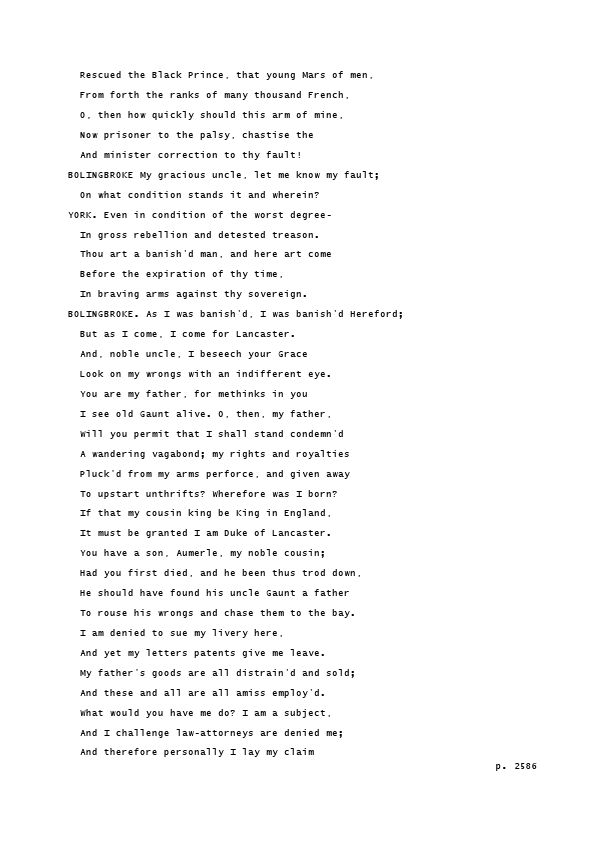 Rescued the Black Prince, that young Mars of men,
From forth the ranks of many thousand French,
O, then how quickly should this arm of mine,
Now prisoner to the palsy, chastise the
And minister correction to thy fault!
BOLINGBROKE My gracious uncle, let me know my fault;
On what condition stands it and wherein?
YORK. Even in condition of the worst degree-
In gross rebellion and detested treason.
Thou art a banish'd man, and here art come
Before the expiration of thy time,
In braving arms against thy sovereign.
BOLINGBROKE. As I was banish'd, I was banish'd Hereford;
But as I come, I come for Lancaster.
And, noble uncle, I beseech your Grace
Look on my wrongs with an indifferent eye.
You are my father, for methinks in you
I see old Gaunt alive. O, then, my father,
Will you permit that I shall stand condemn'd
A wandering vagabond; my rights and royalties
Pluck'd from my arms perforce, and given away
To upstart unthrifts? Wherefore was I born?
If that my cousin king be King in England,
It must be granted I am Duke of Lancaster.
You have a son, Aumerle, my noble cousin;
Had you first died, and he been thus trod down,
He should have found his uncle Gaunt a father
To rouse his wrongs and chase them to the bay.
I am denied to sue my livery here,
And yet my letters patents give me leave.
My father's goods are all distrain'd and sold;
And these and all are all amiss employ'd.
What would you have me do? I am a subject,
And I challenge law-attorneys are denied me;
And therefore personally I lay my claim
p. 2586